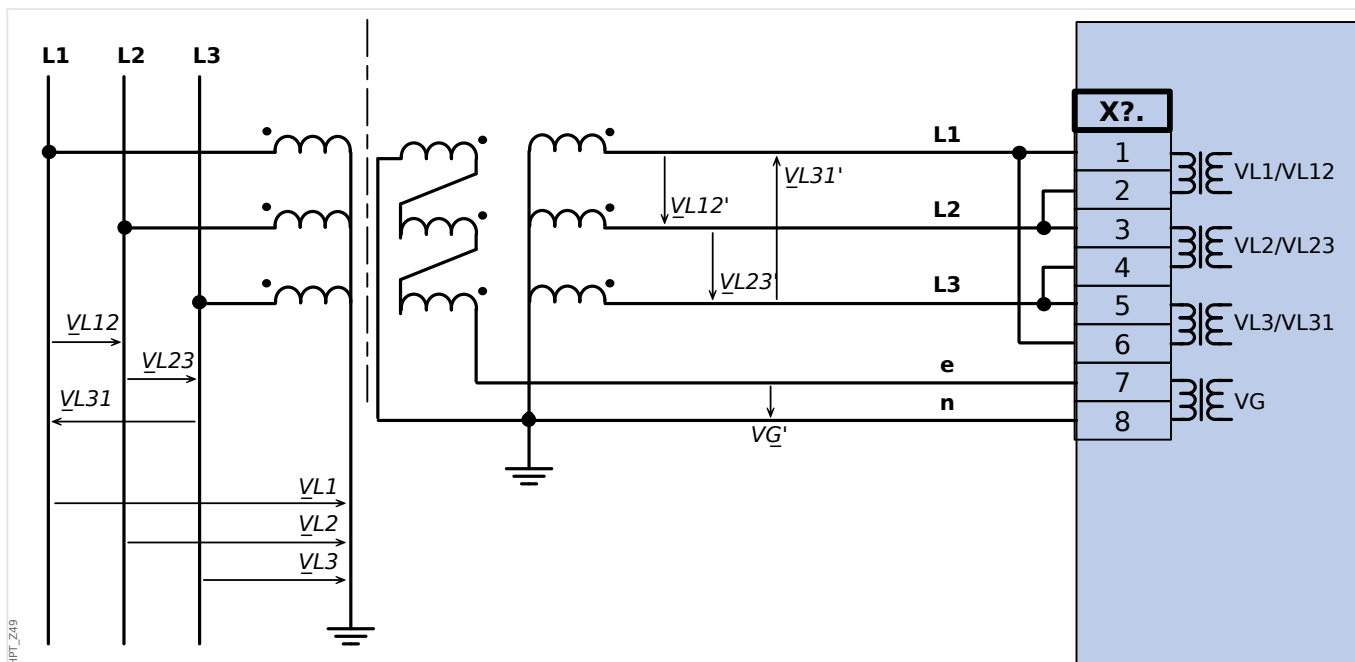 L1 L2 L3
X?.
L1
1
VL31'
VL1/VL12
2
VL12'
L2
3
VL2/VL23
4
VL23'
L3
5
VL3/VL31
6
VL12
VL23
e
7
VL31
n
VG
8
VG'
VL1
VL2
VL3